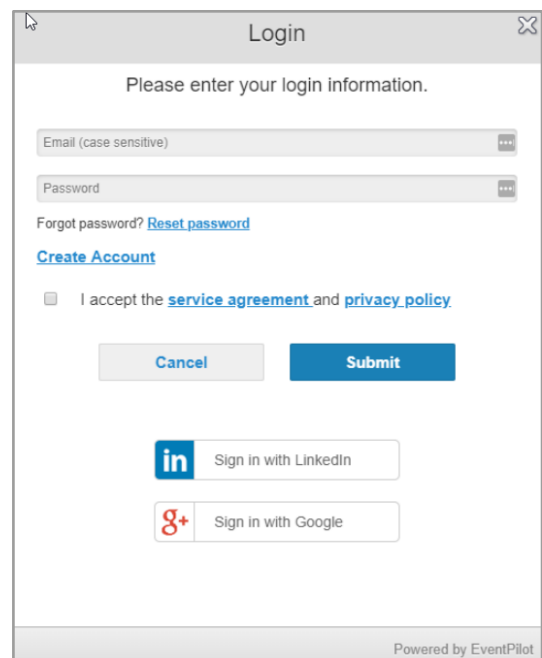 Login
Please enter your login information.
Email (case sensitive)
Password
Forgot password? Reset password
Create Account
I accept the service agreement and privacy policy
Cancel Submit
in Sign in with LinkedIn
g+ Sign in with Google
Powered by EventPilot